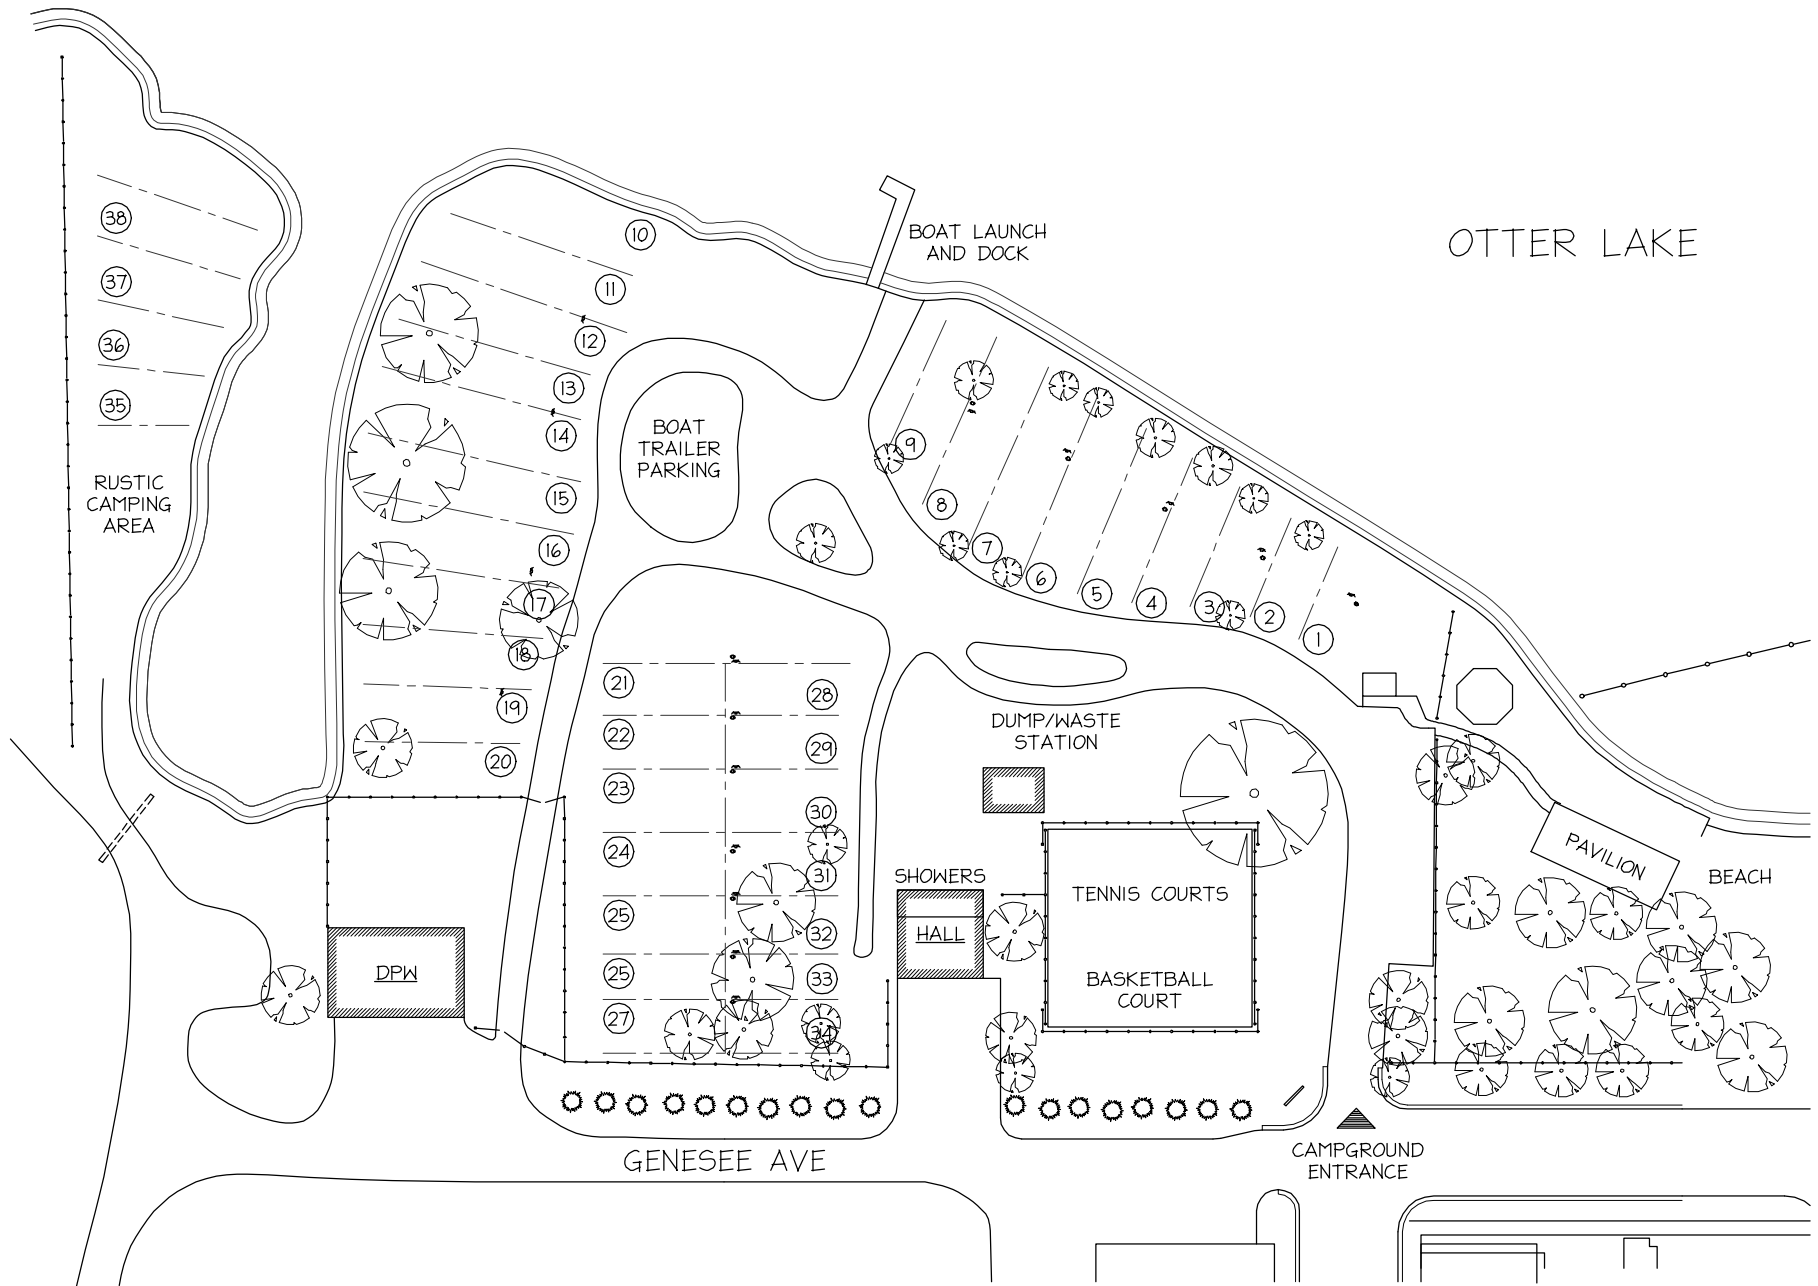 OTTER LAKE
BOAT LAUNCH
AND DOCK
38
37
36
35
RUSTIC
CAMPING
AREA
10
11
12
13
14
15
16
17
18
19
20
BOAT
TRAILER
PARKING
9
8
7
6
5
4
3
2
1
21
22
23
24
25
25
27
28
29
30
31
32
33
34
DUMP/WASTE
STATION
SHOWERS
HALL
TENNIS COURTS
BASKETBALL
COURT
PAVILION
BEACH
DPW
GENESEE AVE
CAMPGROUND
ENTRANCE